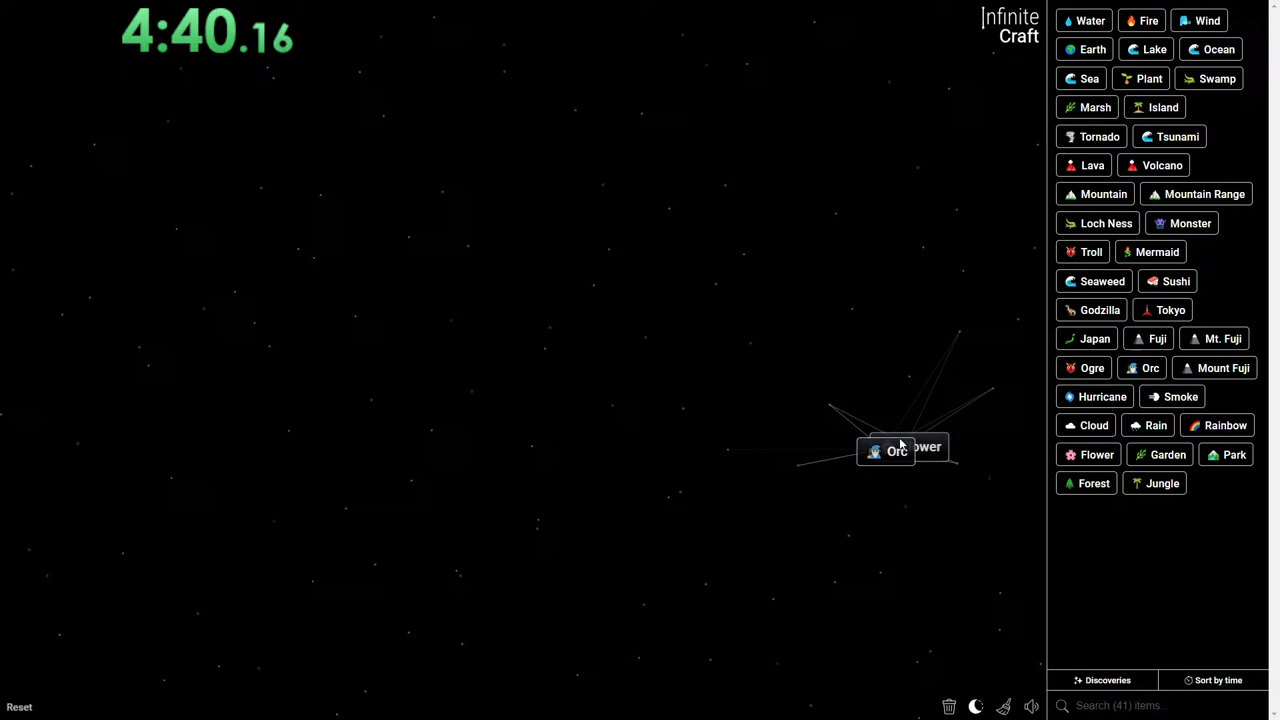 4:40.16
Infinite
Craft
Water Fire Wind
Earth Lake Ocean
Sea Plant Swamp
Marsh Island
Tornado Tsunami
Lava Volcano
Mountain Mountain Range
Loch Ness Monster
Troll Mermaid
Seaweed Sushi
Godzilla Tokyo
Japan Fuji Mt. Fuji
Ogre Orc Mount Fuji
Hurricane Smoke
Cloud Rain Rainbow
Flower Garden Park
Forest Jungle
Orc ower
Reset
Discoveries Sort by time
Search (41) items...